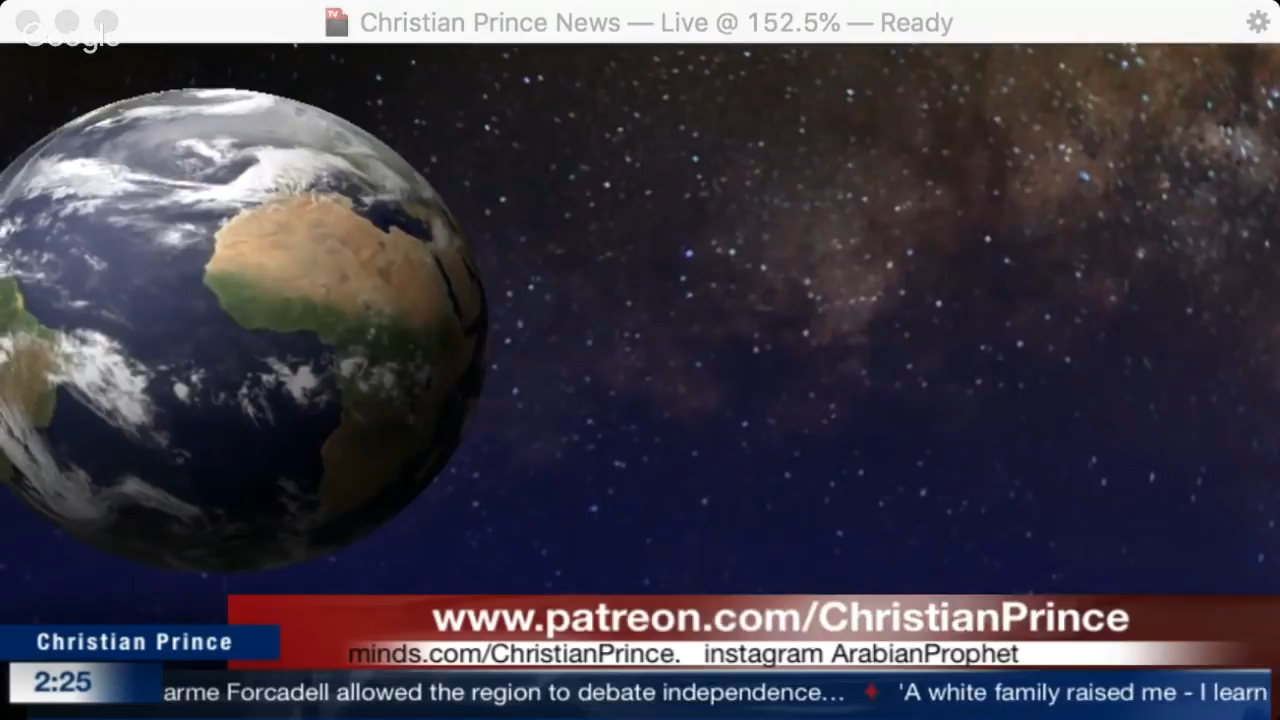 Christian Prince News — Live @ 152.5% — Ready
Google
www.patreon.com/ChristianPrince
Christian Prince
minds.com/ChristianPrince. instagram ArabianProphet
2:25
arme Forcadell allowed the region to debate independence... ♦ 'A white family raised me - I learn